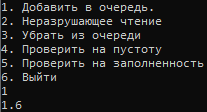 1. Добавить в очередь.
2. Неразрушающее чтение
3. Убрать из очереди
4. Проверить на пустоту
5. Проверить на заполненность
6. Выйти
1
1.6